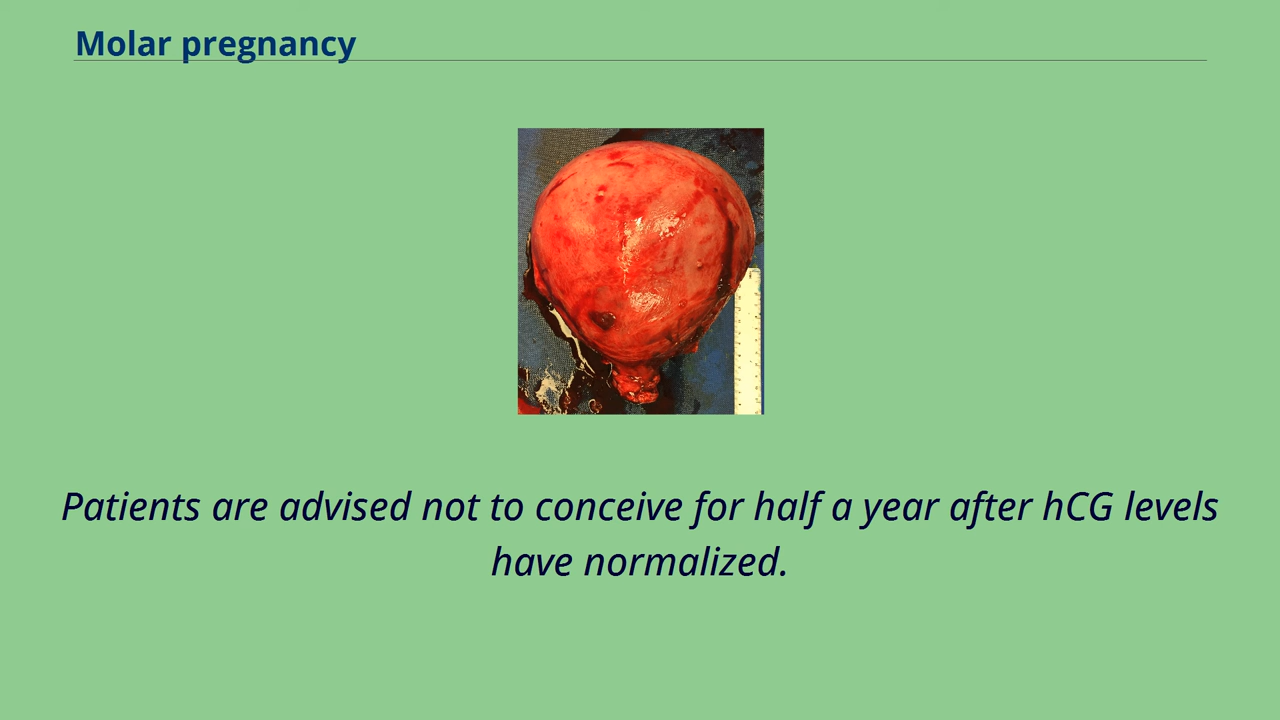 Molar pregnancy
Patients are advised not to conceive for half a year after hCG levels
have normalized.